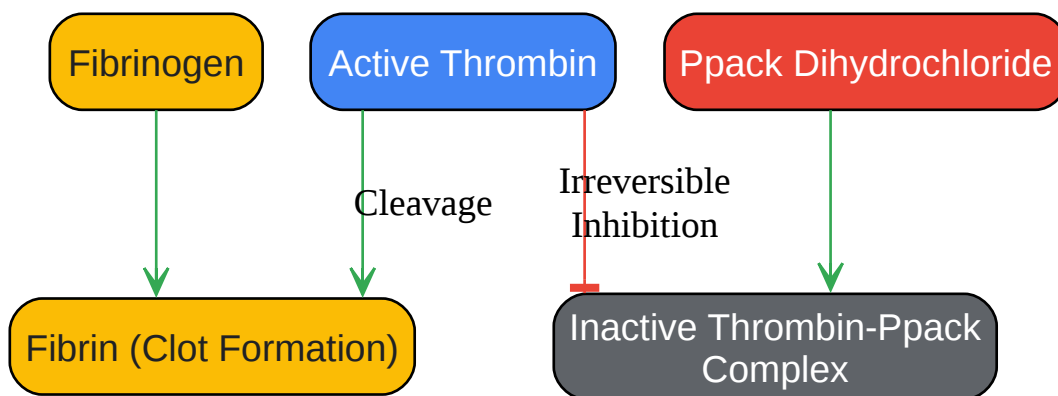 Fibrinogen
Active Thrombin
Ppack Dihydrochloride
Cleavage
Irreversible
Inhibition
Fibrin (Clot Formation)
Inactive Thrombin-Ppack
Complex